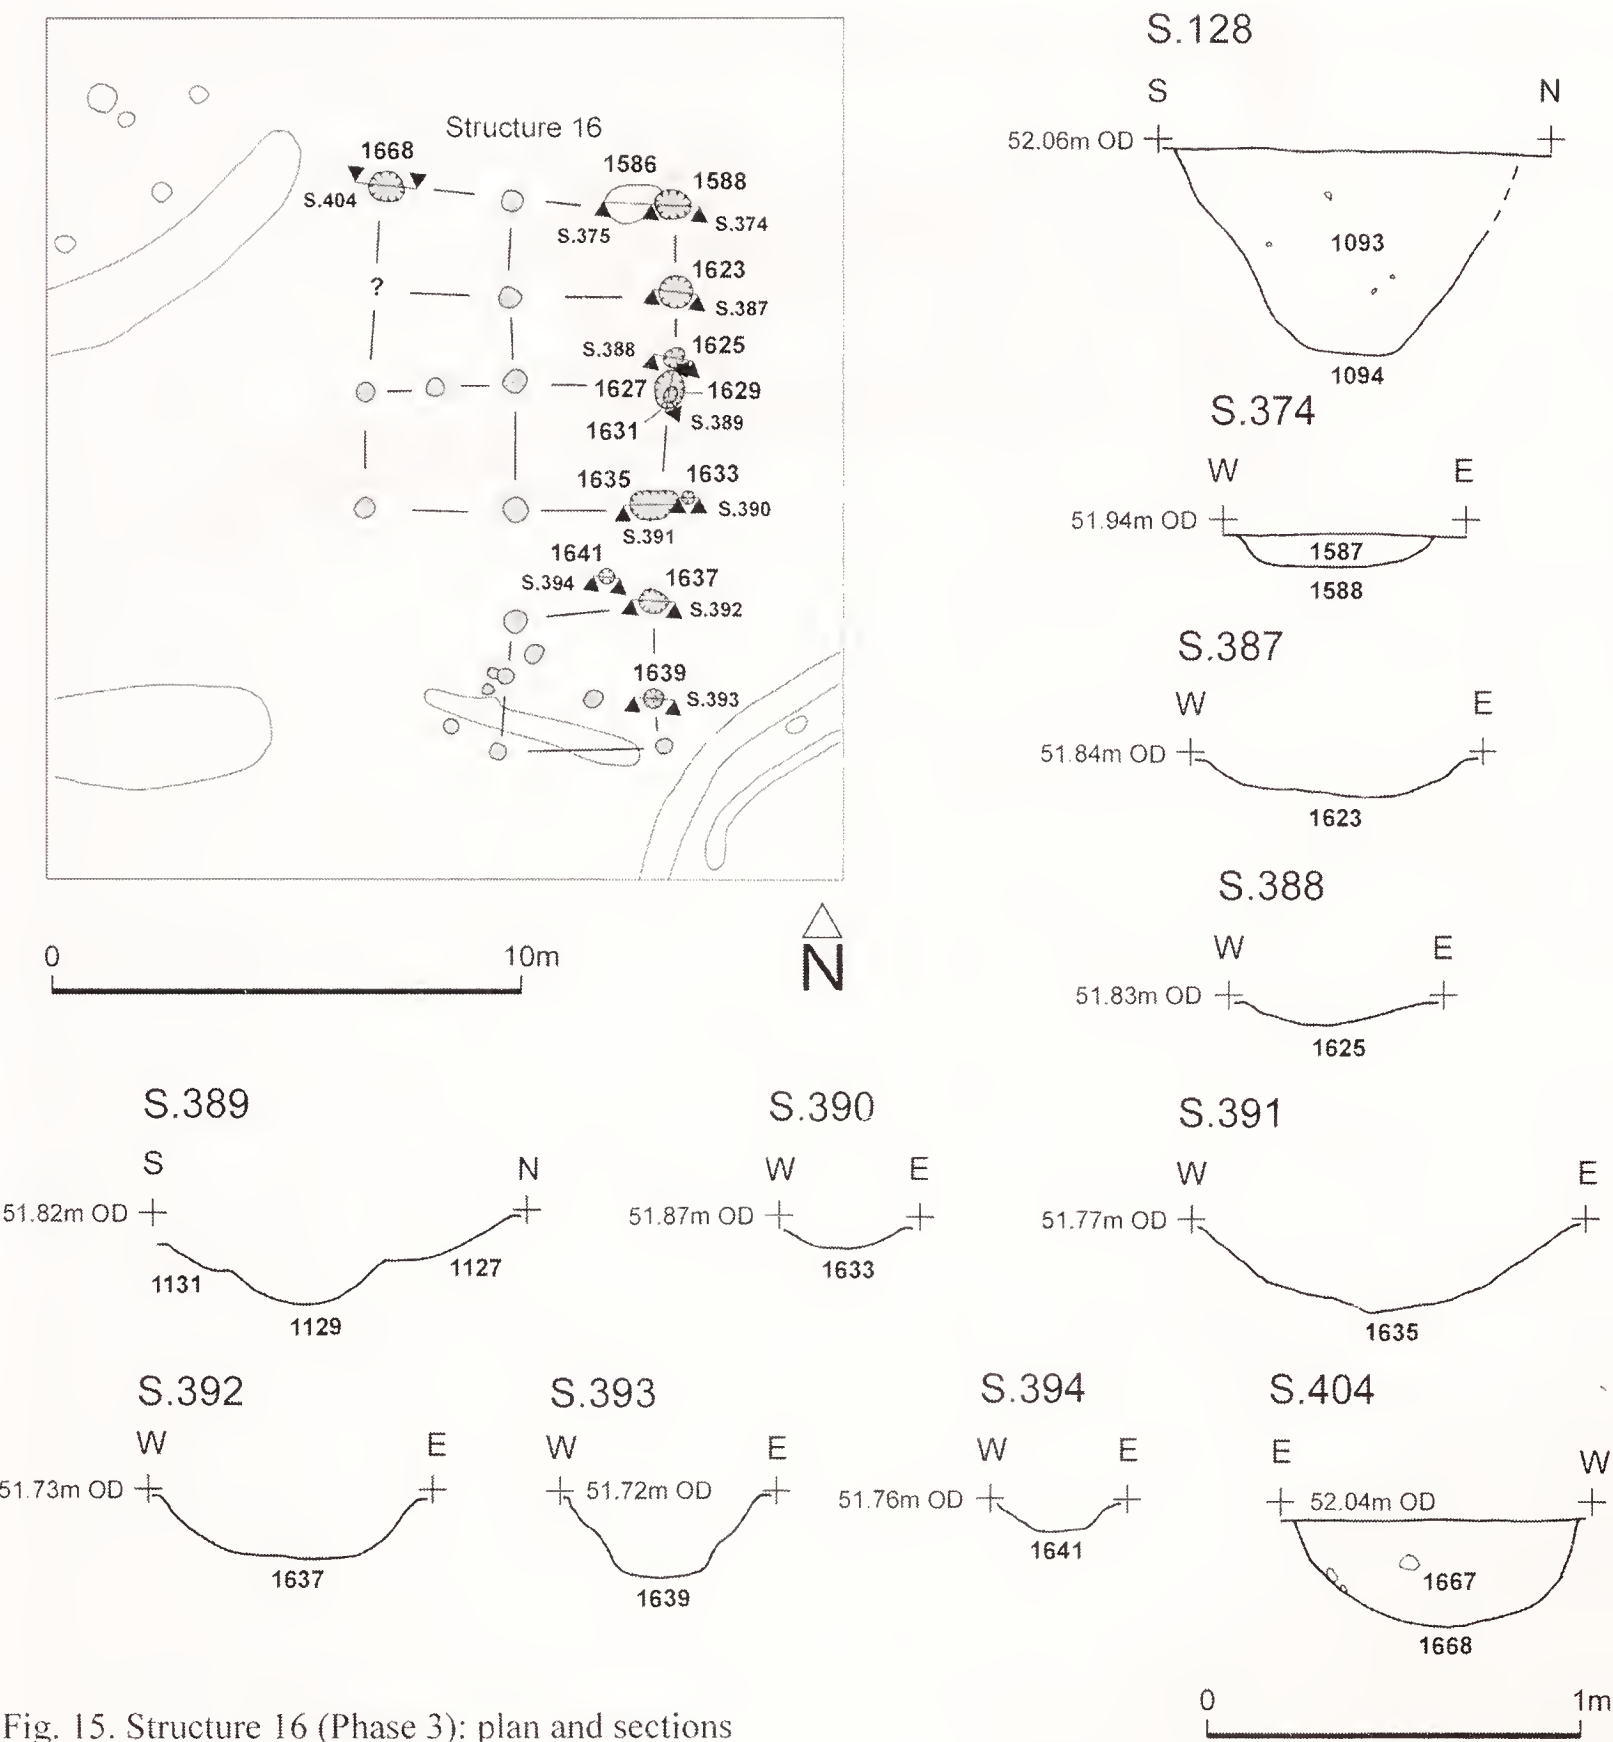 Structure 16
1668
S.404
1586
1588
S.375
S.374
1623
?
S.387
S.388
1625
1627
1629
1631
S.389
1635
1633
S.390
S.391
1641
S.394
1637
S.392
1639
S.393
0 10m
N
S.128
S N
52.06m OD
1093
1094
S.374
W E
51.94m OD
1587
1588
S.387
W E
51.84m OD
1623
S.388
W E
51.83m OD
1625
S.389
S N
51.82m OD
1131
1127
1129
S.390
W E
51.87m OD
1633
S.391
W E
51.77m OD
1635
S.392
W E
51.73m OD
1637
S.393
W E
51.72m OD
1639
S.394
W E
51.76m OD
1641
S.404
E W
52.04m OD
1667
1668
0 1m
Fig. 15. Structure 16 (Phase 3): plan and sections